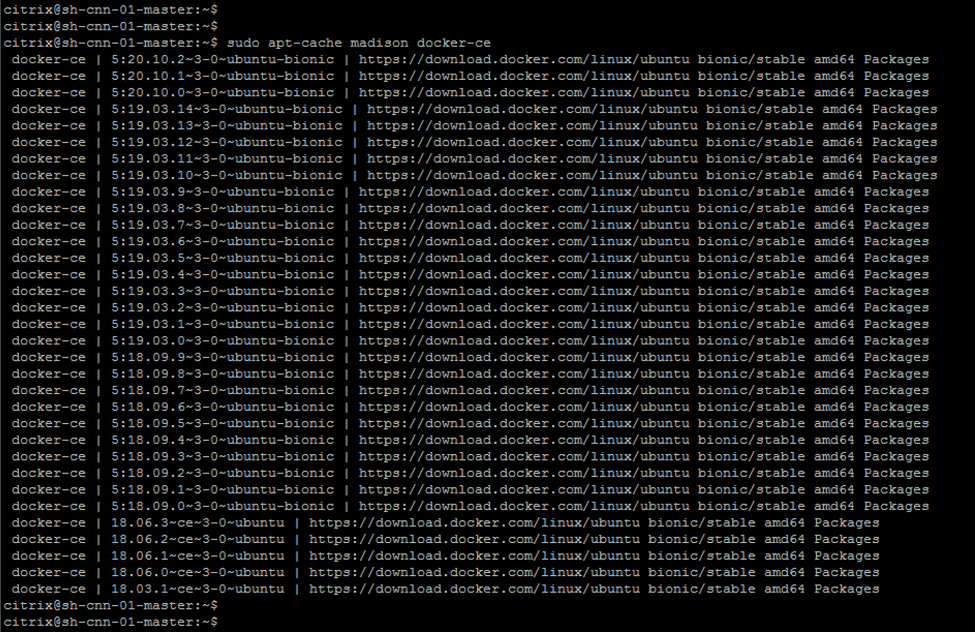 citrix@sh-cnn-01-master:~$
citrix@sh-cnn-01-master:~$
citrix@sh-cnn-01-master:~$ sudo apt-cache madison docker-ce
docker-ce | 5:20.10.2~3-0~ubuntu-bionic | https://download.docker.com/linux/ubuntu bionic/stable amd64 Packages
docker-ce | 5:20.10.1~3-0~ubuntu-bionic | https://download.docker.com/linux/ubuntu bionic/stable amd64 Packages
docker-ce | 5:20.10.0~3-0~ubuntu-bionic | https://download.docker.com/linux/ubuntu bionic/stable amd64 Packages
docker-ce | 5:19.03.14~3-0~ubuntu-bionic | https://download.docker.com/linux/ubuntu bionic/stable amd64 Packages
docker-ce | 5:19.03.13~3-0~ubuntu-bionic | https://download.docker.com/linux/ubuntu bionic/stable amd64 Packages
docker-ce | 5:19.03.12~3-0~ubuntu-bionic | https://download.docker.com/linux/ubuntu bionic/stable amd64 Packages
docker-ce | 5:19.03.11~3-0~ubuntu-bionic | https://download.docker.com/linux/ubuntu bionic/stable amd64 Packages
docker-ce | 5:19.03.10~3-0~ubuntu-bionic | https://download.docker.com/linux/ubuntu bionic/stable amd64 Packages
docker-ce | 5:19.03.9~3-0~ubuntu-bionic | https://download.docker.com/linux/ubuntu bionic/stable amd64 Packages
docker-ce | 5:19.03.8~3-0~ubuntu-bionic | https://download.docker.com/linux/ubuntu bionic/stable amd64 Packages
docker-ce | 5:19.03.7~3-0~ubuntu-bionic | https://download.docker.com/linux/ubuntu bionic/stable amd64 Packages
docker-ce | 5:19.03.6~3-0~ubuntu-bionic | https://download.docker.com/linux/ubuntu bionic/stable amd64 Packages
docker-ce | 5:19.03.5~3-0~ubuntu-bionic | https://download.docker.com/linux/ubuntu bionic/stable amd64 Packages
docker-ce | 5:19.03.4~3-0~ubuntu-bionic | https://download.docker.com/linux/ubuntu bionic/stable amd64 Packages
docker-ce | 5:19.03.3~3-0~ubuntu-bionic | https://download.docker.com/linux/ubuntu bionic/stable amd64 Packages
docker-ce | 5:19.03.2~3-0~ubuntu-bionic | https://download.docker.com/linux/ubuntu bionic/stable amd64 Packages
docker-ce | 5:19.03.1~3-0~ubuntu-bionic | https://download.docker.com/linux/ubuntu bionic/stable amd64 Packages
docker-ce | 5:19.03.0~3-0~ubuntu-bionic | https://download.docker.com/linux/ubuntu bionic/stable amd64 Packages
docker-ce | 5:18.09.9~3-0~ubuntu-bionic | https://download.docker.com/linux/ubuntu bionic/stable amd64 Packages
docker-ce | 5:18.09.8~3-0~ubuntu-bionic | https://download.docker.com/linux/ubuntu bionic/stable amd64 Packages
docker-ce | 5:18.09.7~3-0~ubuntu-bionic | https://download.docker.com/linux/ubuntu bionic/stable amd64 Packages
docker-ce | 5:18.09.6~3-0~ubuntu-bionic | https://download.docker.com/linux/ubuntu bionic/stable amd64 Packages
docker-ce | 5:18.09.5~3-0~ubuntu-bionic | https://download.docker.com/linux/ubuntu bionic/stable amd64 Packages
docker-ce | 5:18.09.4~3-0~ubuntu-bionic | https://download.docker.com/linux/ubuntu bionic/stable amd64 Packages
docker-ce | 5:18.09.3~3-0~ubuntu-bionic | https://download.docker.com/linux/ubuntu bionic/stable amd64 Packages
docker-ce | 5:18.09.2~3-0~ubuntu-bionic | https://download.docker.com/linux/ubuntu bionic/stable amd64 Packages
docker-ce | 5:18.09.1~3-0~ubuntu-bionic | https://download.docker.com/linux/ubuntu bionic/stable amd64 Packages
docker-ce | 5:18.09.0~3-0~ubuntu-bionic | https://download.docker.com/linux/ubuntu bionic/stable amd64 Packages
docker-ce | 18.06.3~ce~3-0~ubuntu | https://download.docker.com/linux/ubuntu bionic/stable amd64 Packages
docker-ce | 18.06.2~ce~3-0~ubuntu | https://download.docker.com/linux/ubuntu bionic/stable amd64 Packages
docker-ce | 18.06.1~ce~3-0~ubuntu | https://download.docker.com/linux/ubuntu bionic/stable amd64 Packages
docker-ce | 18.06.0~ce~3-0~ubuntu | https://download.docker.com/linux/ubuntu bionic/stable amd64 Packages
docker-ce | 18.03.1~ce~3-0~ubuntu | https://download.docker.com/linux/ubuntu bionic/stable amd64 Packages
citrix@sh-cnn-01-master:~$
citrix@sh-cnn-01-master:~$